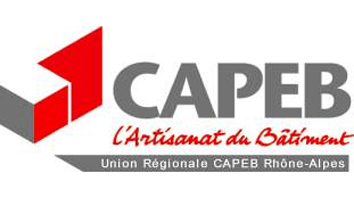 CAPEB
L'Artisanat du Bâtiment
Union Régionale CAPEB Rhône-Alpes